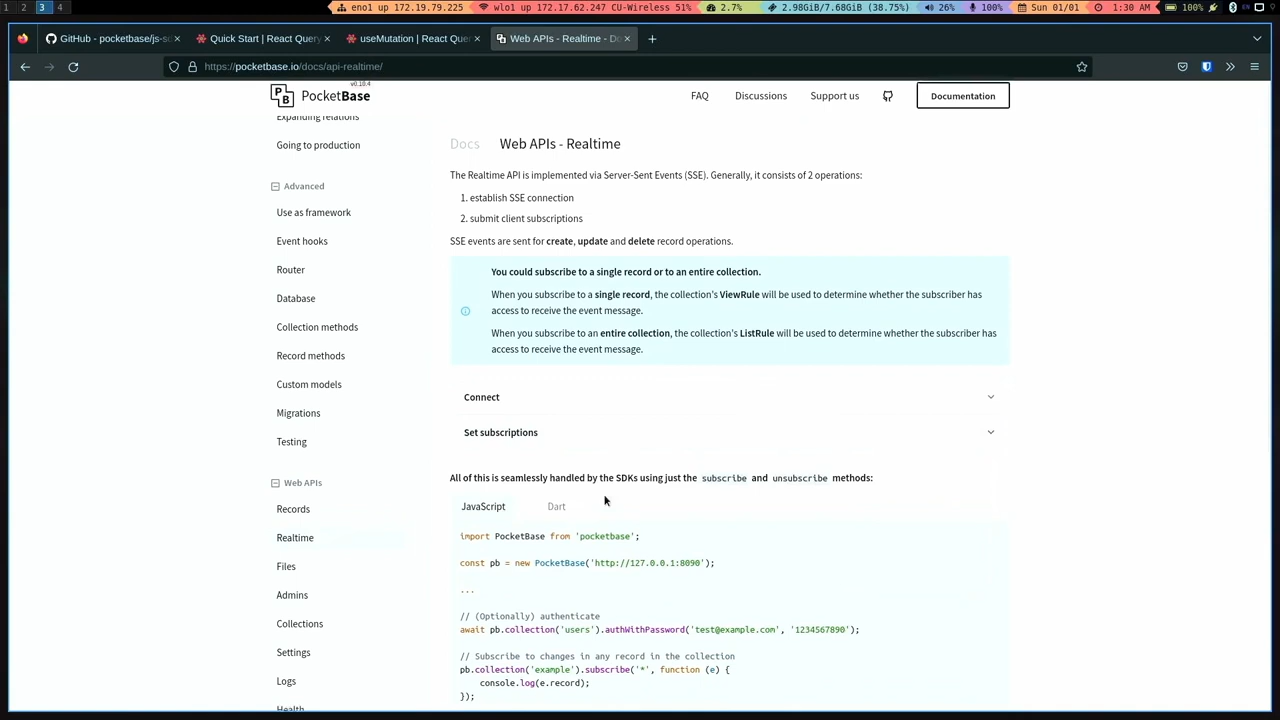 1 2 3 4 eno1 up 172.19.79.225 wlo1 up 172.17.62.247 CU-Wireless 51% 2.7% 2.98GiB/7.68GiB (38.75%) 26% 100% Sun 01/01 1:30 AM 100% EN
GitHub - pocketbase/js-sd Quick Start | React Query, useMutation | React Quer Web APIs - Realtime - Do
https://pocketbase.io/docs/api-realtime/
PB PocketBase v0.10.4 FAQ Discussions Support us Documentation
Expanding relations
Going to production
Advanced
Use as framework
Event hooks
Router
Database
Collection methods
Record methods
Custom models
Migrations
Testing
Web APIs
Records
Realtime
Files
Admins
Collections
Settings
Logs
Health
Docs Web APIs - Realtime
The Realtime API is implemented via Server-Sent Events (SSE). Generally, it consists of 2 operations:
1. establish SSE connection
2. submit client subscriptions
SSE events are sent for create, update and delete record operations.
You could subscribe to a single record or to an entire collection.
When you subscribe to a single record, the collection's ViewRule will be used to determine whether the subscriber has
access to receive the event message.
When you subscribe to an entire collection, the collection's ListRule will be used to determine whether the subscriber has
access to receive the event message.
Connect
Set subscriptions
All of this is seamlessly handled by the SDKs using just the subscribe and unsubscribe methods:
JavaScript Dart
import PocketBase from 'pocketbase';
const pb = new PocketBase('http://127.0.0.1:8090');
...
// (Optionally) authenticate
await pb.collection('users').authWithPassword('test@example.com', '1234567890');
// Subscribe to changes in any record in the collection
pb.collection('example').subscribe('*', function (e) {
console.log(e.record);
});